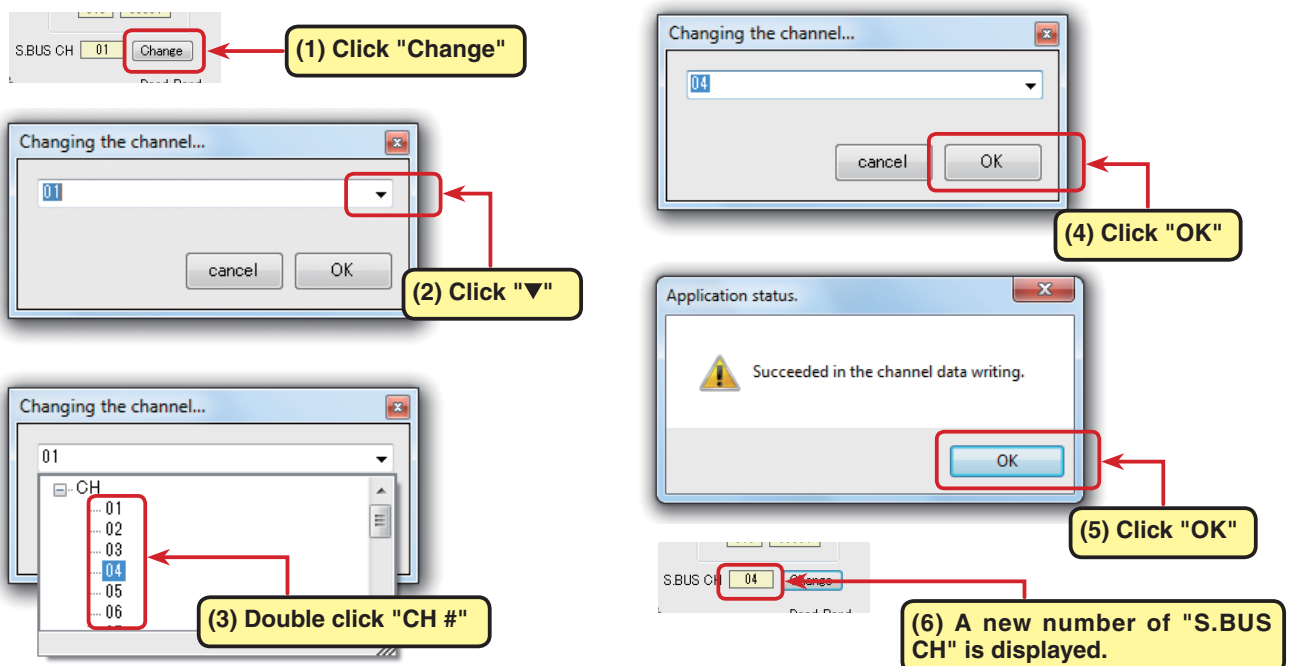 S.BUS CH 01 Change
(1) Click "Change"
Changing the channel...
01
cancel OK
(2) Click "▼"
Changing the channel...
01
CH
01
02
03
04
05
06
(3) Double click "CH #"
Changing the channel...
04
cancel OK
(4) Click "OK"
Application status.
Succeeded in the channel data writing.
OK
(5) Click "OK"
S.BUS CH 04 Change
(6) A new number of "S.BUS
CH" is displayed.